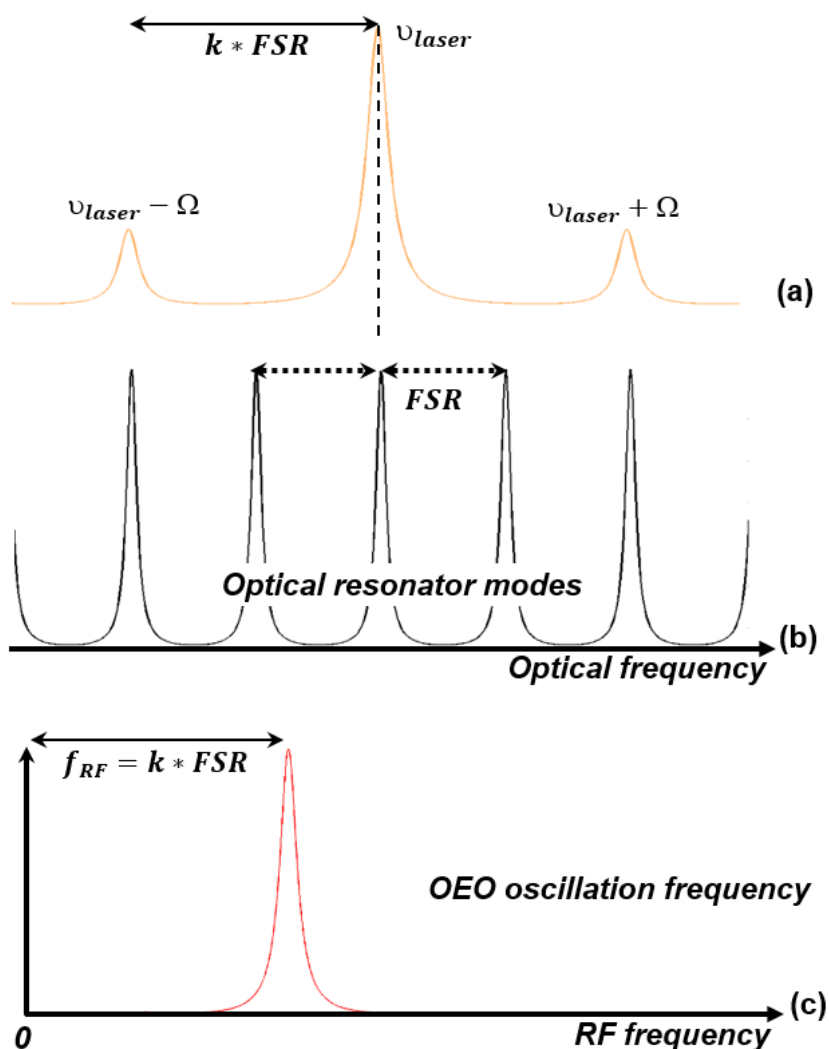 k ∗ FSR
υlaser
υlaser − Ω
υlaser + Ω
(a)
FSR
Optical resonator modes
(b)
Optical frequency
fRF = k ∗ FSR
OEO oscillation frequency
(c)
0
RF frequency